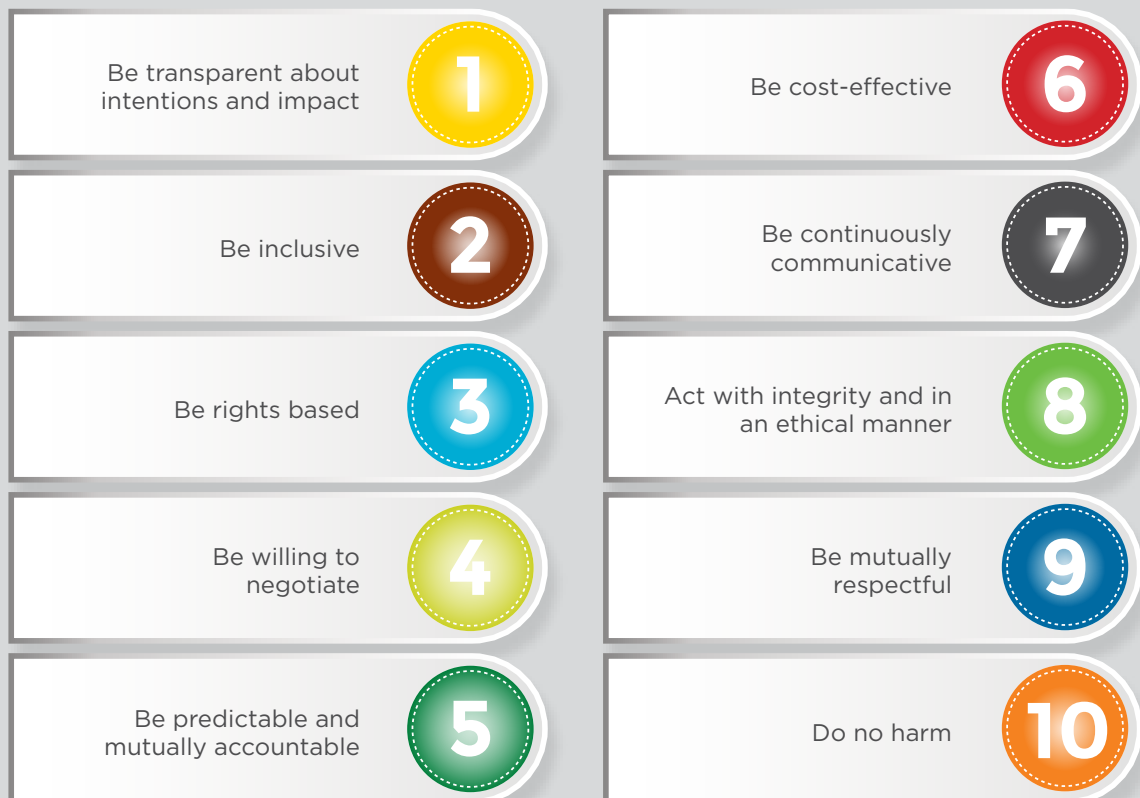 Be transparent about
intentions and impact
1
Be inclusive
2
Be rights based
3
Be willing to
negotiate
4
Be predictable and
mutually accountable
5
Be cost-effective
6
Be continuously
communicative
7
Act with integrity and in
an ethical manner
8
Be mutually
respectful
9
Do no harm
10